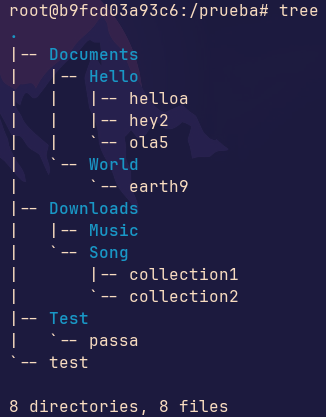 root@b9fcd03a93c6:/prueba# tree
.
|-- Documents
|   |-- Hello
|   |   |-- helloa
|   |   |-- hey2
|   |   `-- ola5
|   `-- World
|       `-- earth9
|-- Downloads
|   |-- Music
|   `-- Song
|       |-- collection1
|       `-- collection2
|-- Test
|   `-- passa
`-- test

8 directories, 8 files